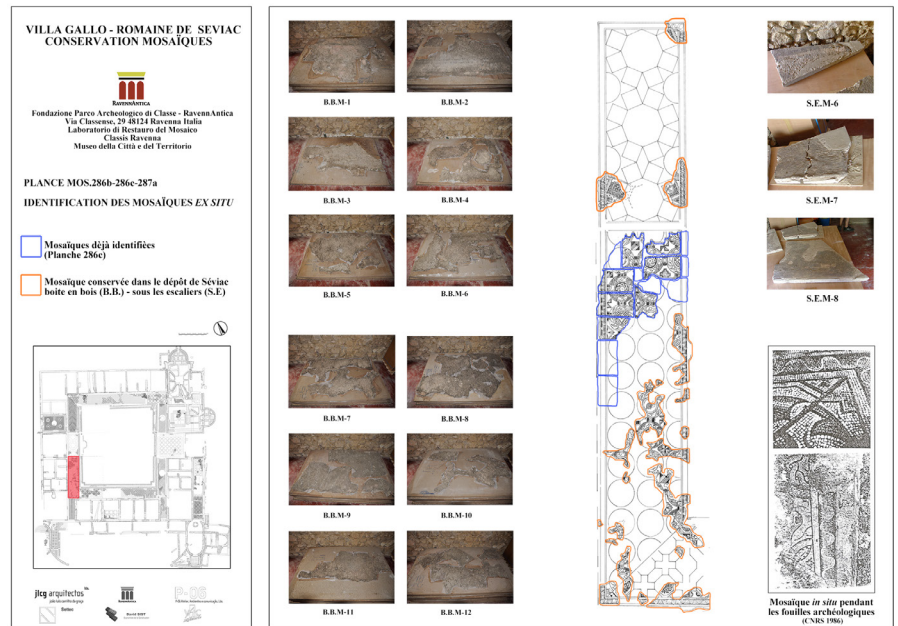 VILLA GALLO - ROMAINE DE SEVIAC
CONSERVATION MOSAÏQUES
RAVENNANTICA
Fondazione Parco Archeologico di Classe - RavennAntica
Via Classense, 29 48124 Ravenna Italia
Laboratorio di Restauro del Mosaico
Classis Ravenna
Museo della Città e del Territorio
PLANCE MOS.286b-286c-287a
IDENTIFICATION DES MOSAÏQUES EX SITU
Mosaïques dèjà identifièes
(Planche 286c)
Mosaïque conservée dans le dépôt de Séviac
boite en bois (B.B.) - sous les escaliers (S.E)
jlcg arquitectos
B.B.M-1
B.B.M-2
B.B.M-3
B.B.M-4
B.B.M-5
B.B.M-6
B.B.M-7
B.B.M-8
B.B.M-9
B.B.M-10
B.B.M-11
B.B.M-12
S.E.M-6
S.E.M-7
S.E.M-8
Mosaïque in situ pendant
les fouilles archéologiques
(CNRS 1986)